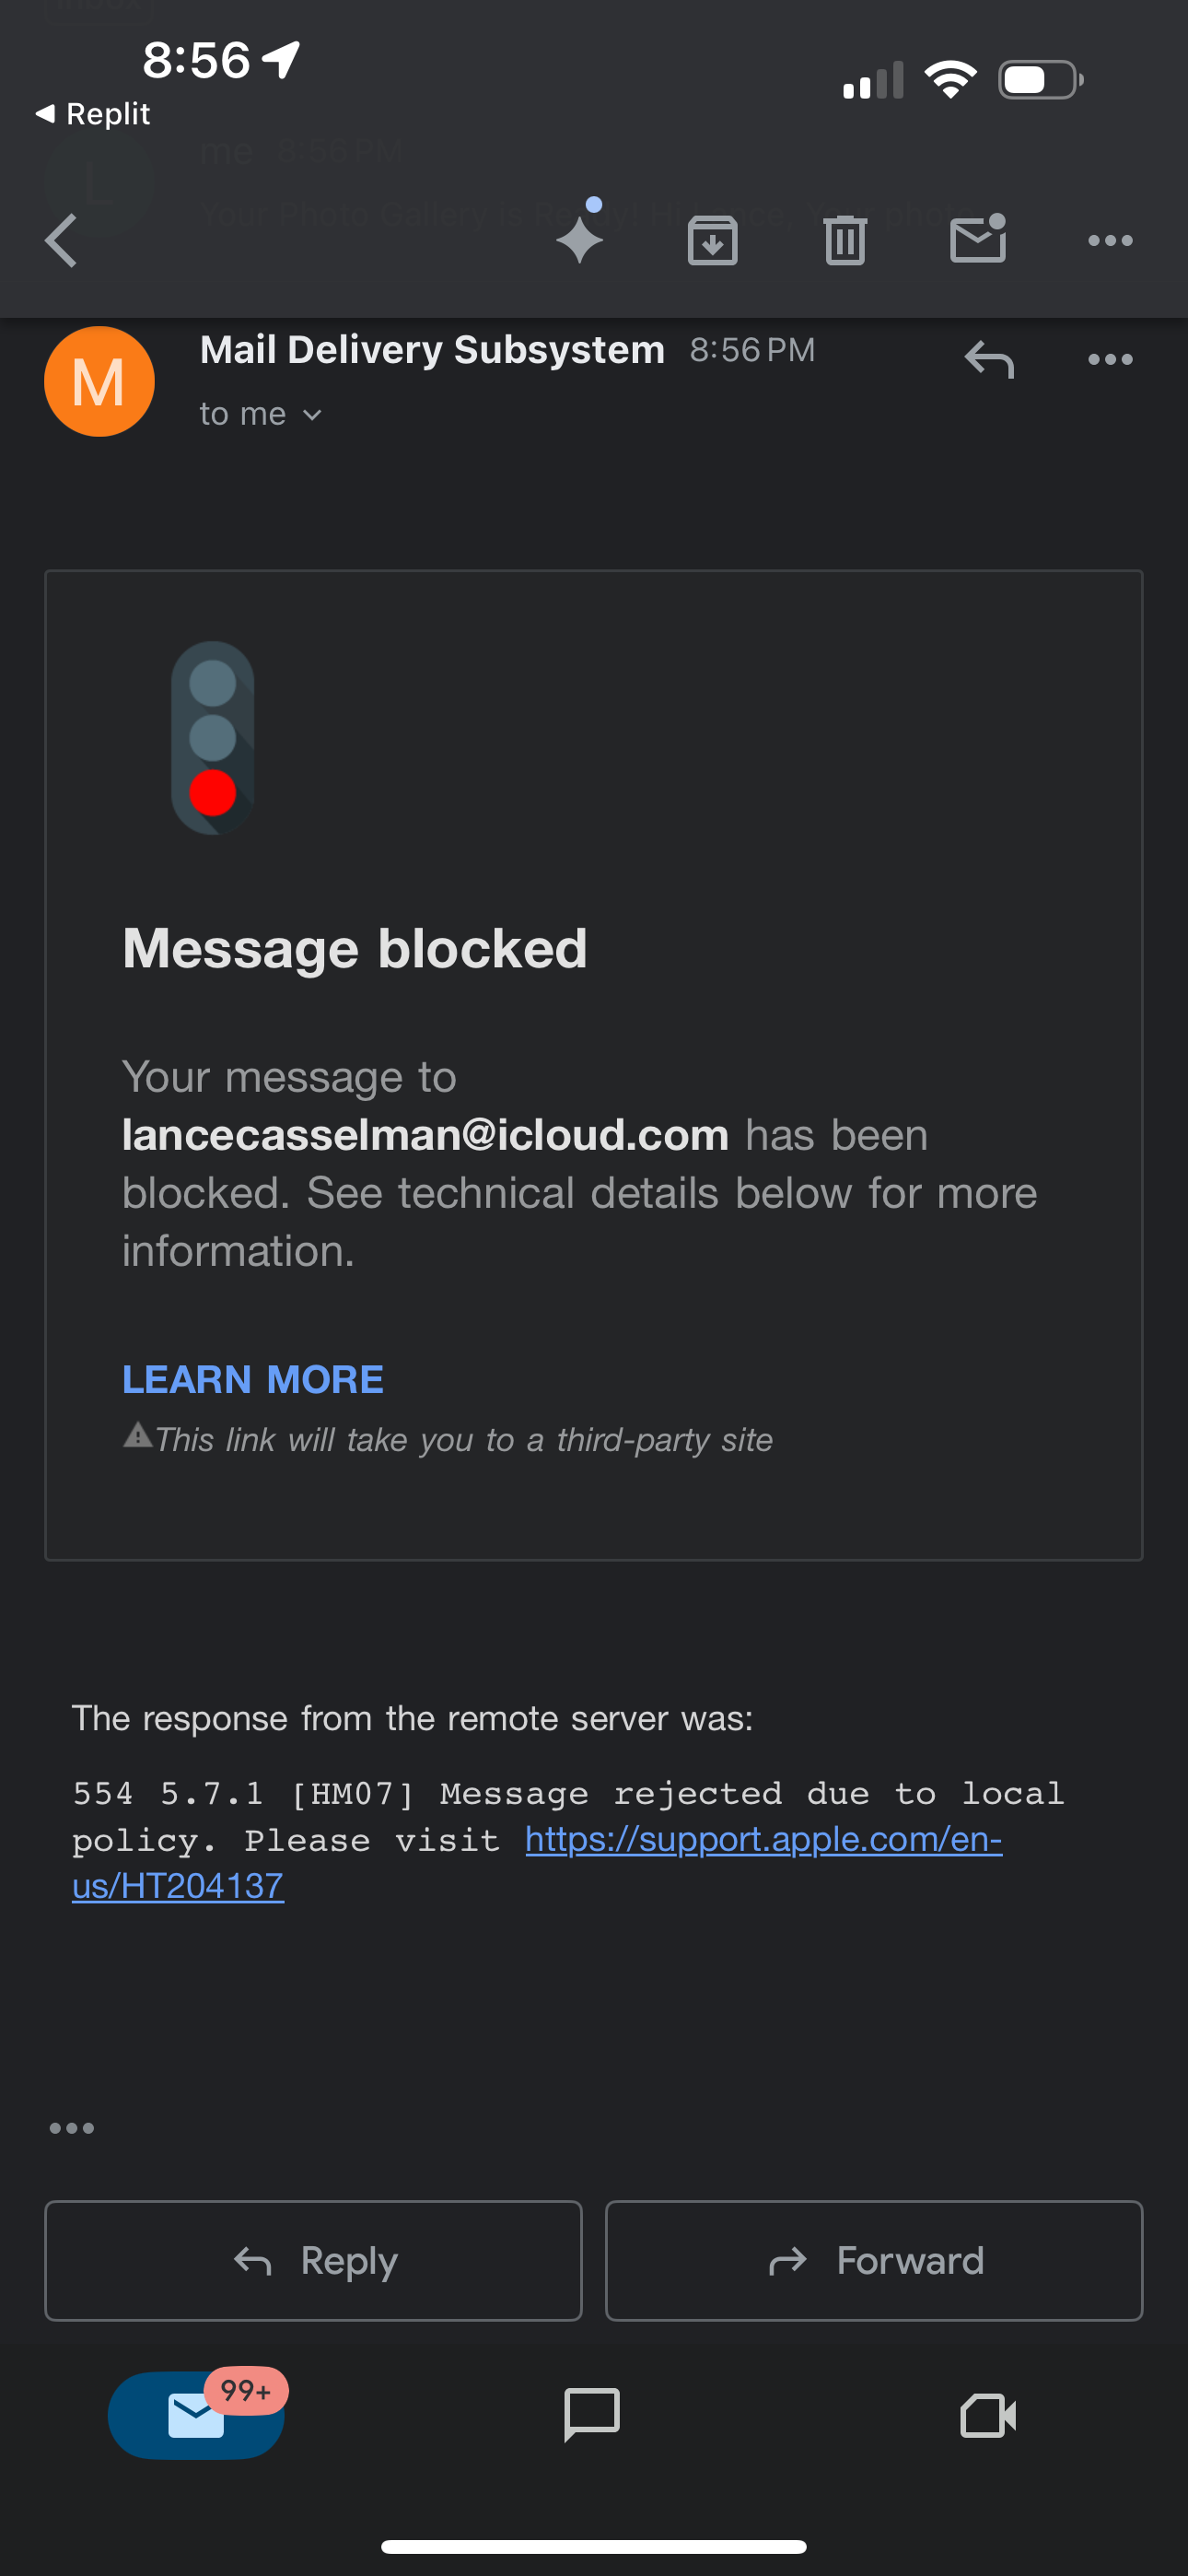 8:56
Replit
me 8:56 PM
Your Photo Gallery is Ready! Hi Lance, Your photo
Mail Delivery Subsystem 8:56 PM
to me
M
Message blocked
Your message to
lancecasselman@icloud.com has been
blocked. See technical details below for more
information.
LEARN MORE
This link will take you to a third-party site
The response from the remote server was:
554 5.7.1 [HM07] Message rejected due to local
policy. Please visit https://support.apple.com/en-
us/HT204137
Reply
Forward
99+